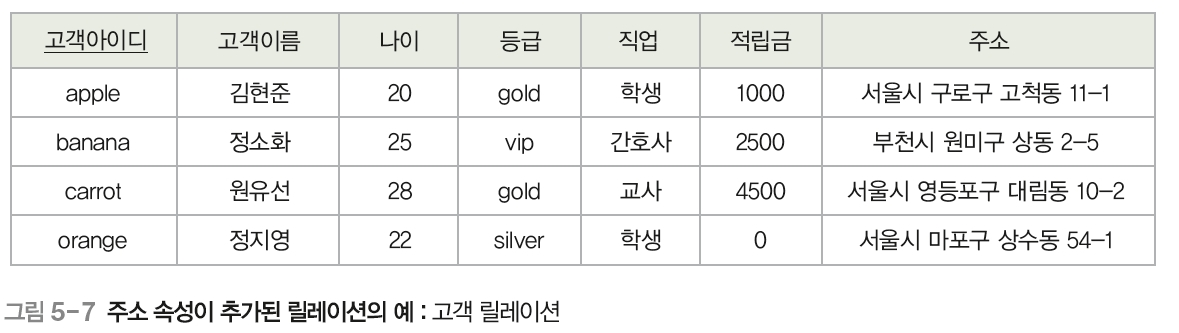 고객아이디 고객이름 나이 등급 직업 적립금 주소
apple 김현준 20 gold 학생 1000 서울시 구로구 고척동 11-1
banana 정소화 25 vip 간호사 2500 부천시 원미구 상동 2-5
carrot 원유선 28 gold 교사 4500 서울시 영등포구 대림동 10-2
orange 정지영 22 silver 학생 0 서울시 마포구 상수동 54-1
그림 5-7 주소 속성이 추가된 릴레이션의 예 : 고객 릴레이션